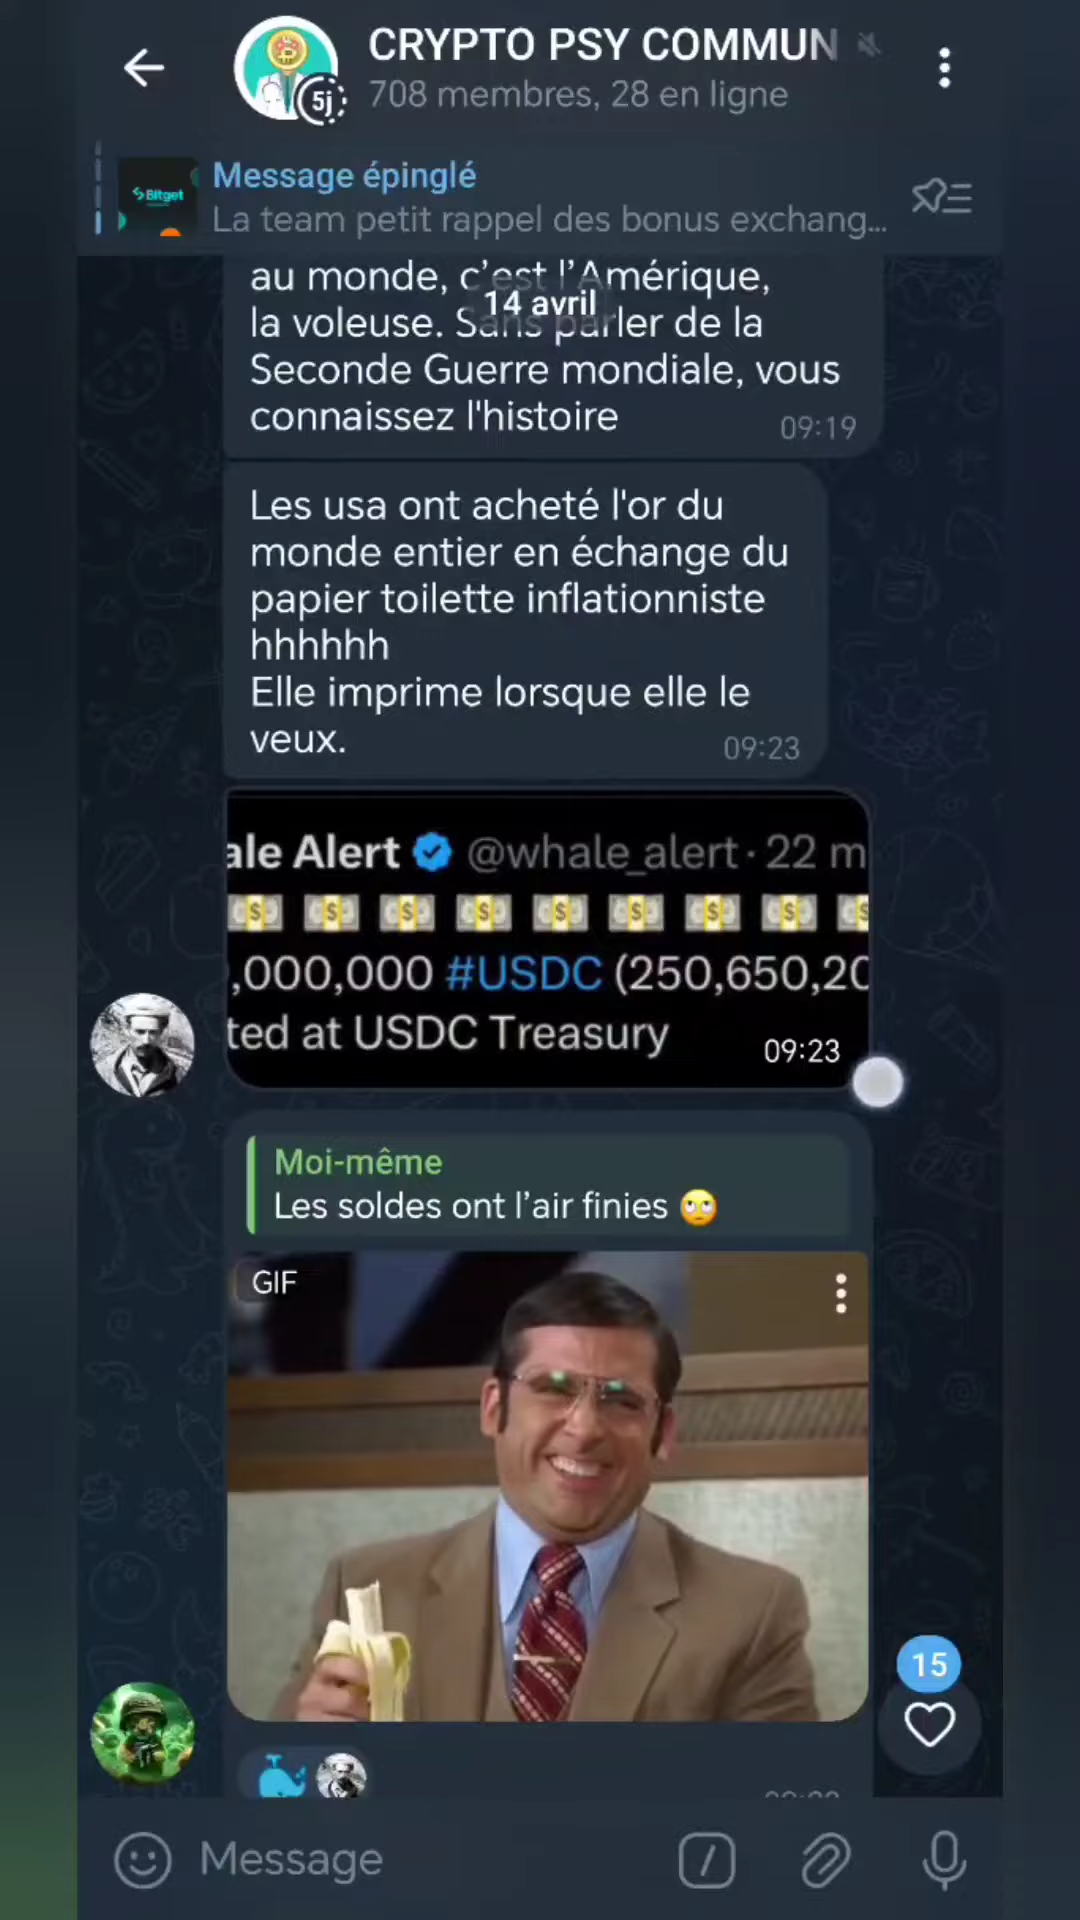 CRYPTO PSY COMMUN
5j
708 membres, 28 en ligne
Bitget
Message épinglé
La team petit rappel des bonus exchang...
au monde, c'est l'Amérique,
14 avril
la voleuse. Sans parler de la
Seconde Guerre mondiale, vous
connaissez l'histoire
09:19
Les usa ont acheté l'or du
monde entier en échange du
papier toilette inflationniste
hhhhhh
Elle imprime lorsque elle le
veux.
09:23
ale Alert @whale_alert · 22 m
,000,000 #USDC (250,650,20
ted at USDC Treasury
09:23
Moi-même
Les soldes ont l'air finies 🙄
GIF
15
Message